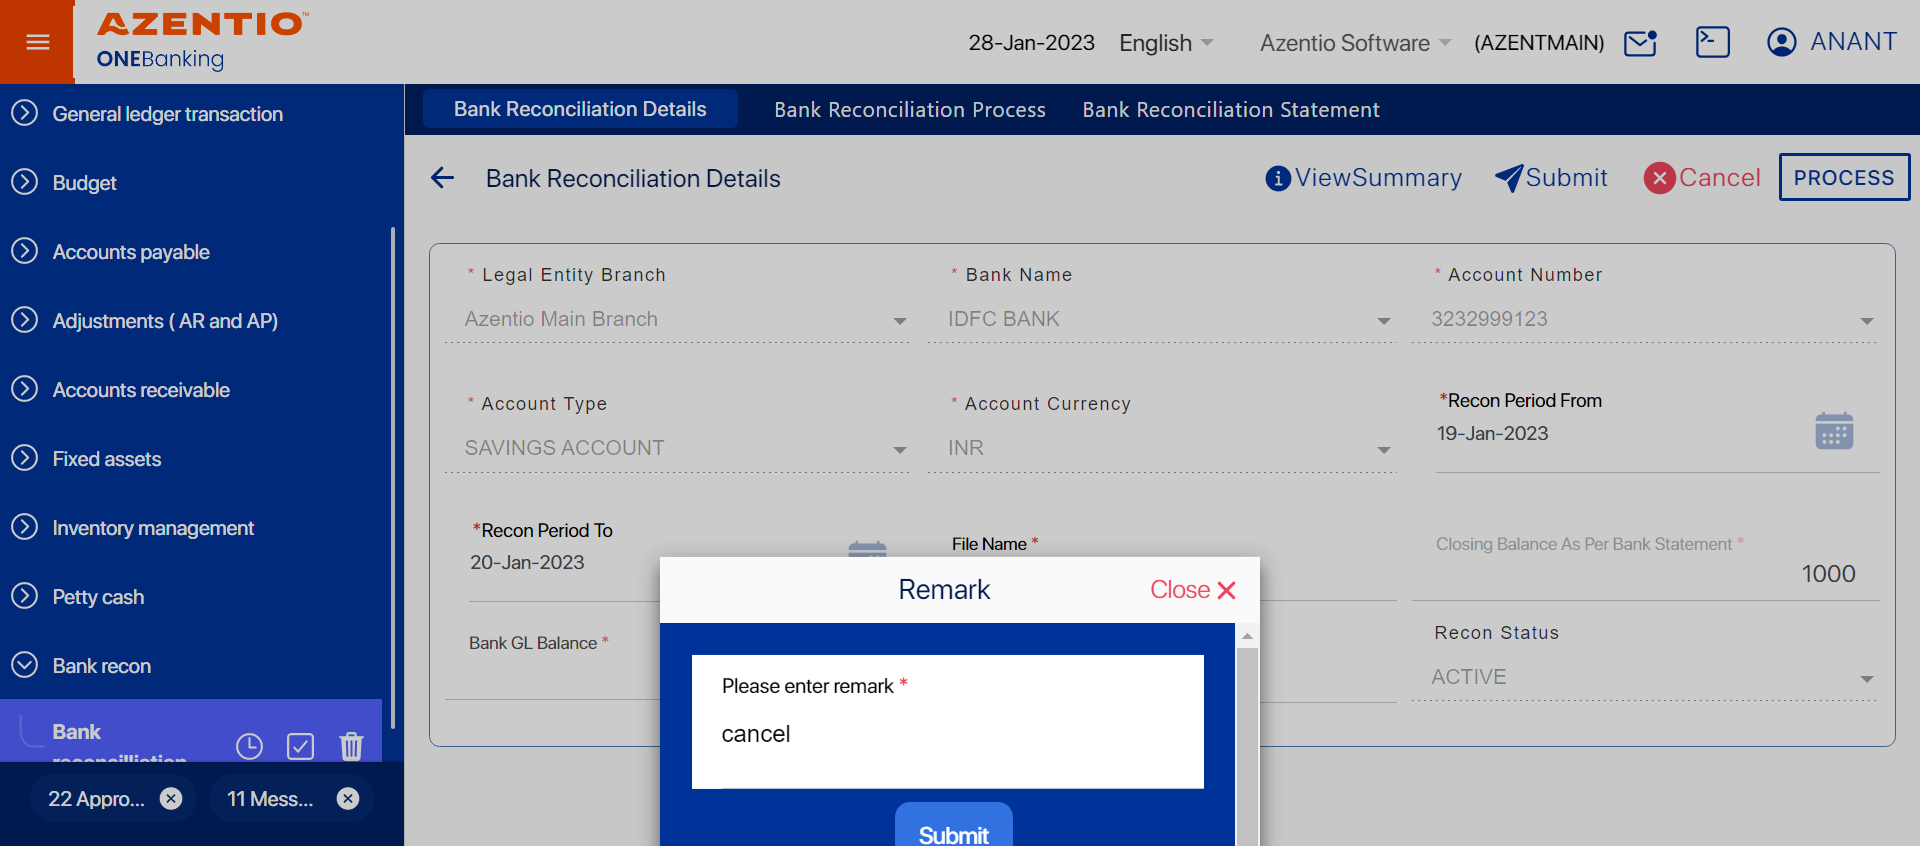 AZENTIO™
ONEBanking
28-Jan-2023 English Azentio Software (AZENTMAIN) ANANT
General ledger transaction
Budget
Accounts payable
Adjustments ( AR and AP)
Accounts receivable
Fixed assets
Inventory management
Petty cash
Bank recon
Bank
reconcilliation
22 Appro... 11 Mess...
Bank Reconciliation Details Bank Reconciliation Process Bank Reconciliation Statement
Bank Reconciliation Details ViewSummary Submit Cancel PROCESS
* Legal Entity Branch * Bank Name * Account Number
Azentio Main Branch IDFC BANK 3232999123
* Account Type * Account Currency *Recon Period From
SAVINGS ACCOUNT INR 19-Jan-2023
*Recon Period To File Name * Closing Balance As Per Bank Statement *
20-Jan-2023 1000
Bank GL Balance * Recon Status
ACTIVE
Remark Close
Please enter remark *
cancel
Submit